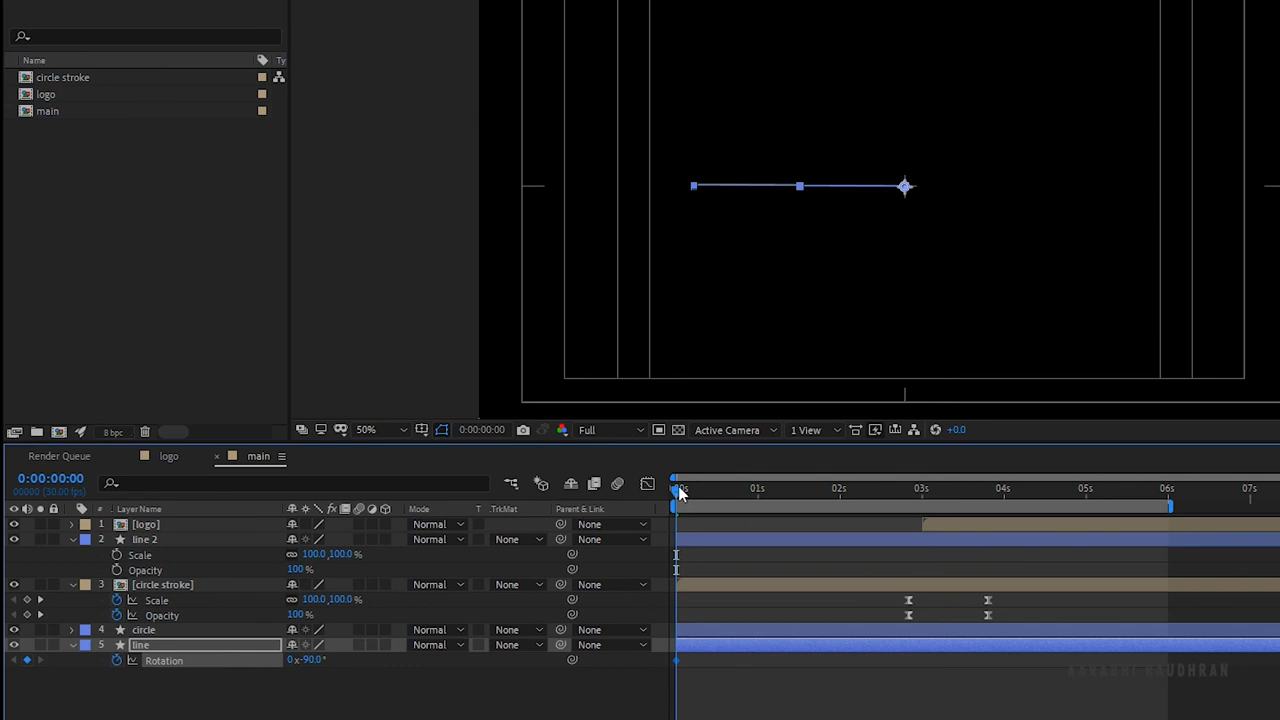 Name Ty
circle stroke
logo
main
8 bpc
50% 0:00:00:00 Full Active Camera 1 View +0.0
Render Queue logo × main
0:00:00:00
00000 (30.00 fps)
:00s 01s 02s 03s 04s 05s 06s 07s
# Layer Name fx Mode T .TrkMat Parent & Link
1 [logo] Normal None
2 line 2 Normal None None
Scale 100.0,100.0 %
Opacity 100 %
3 [circle stroke] Normal None None
Scale 100.0,100.0 %
Opacity 100 %
4 circle Normal None None
5 line Normal None None
Rotation 0 x-90.0 °